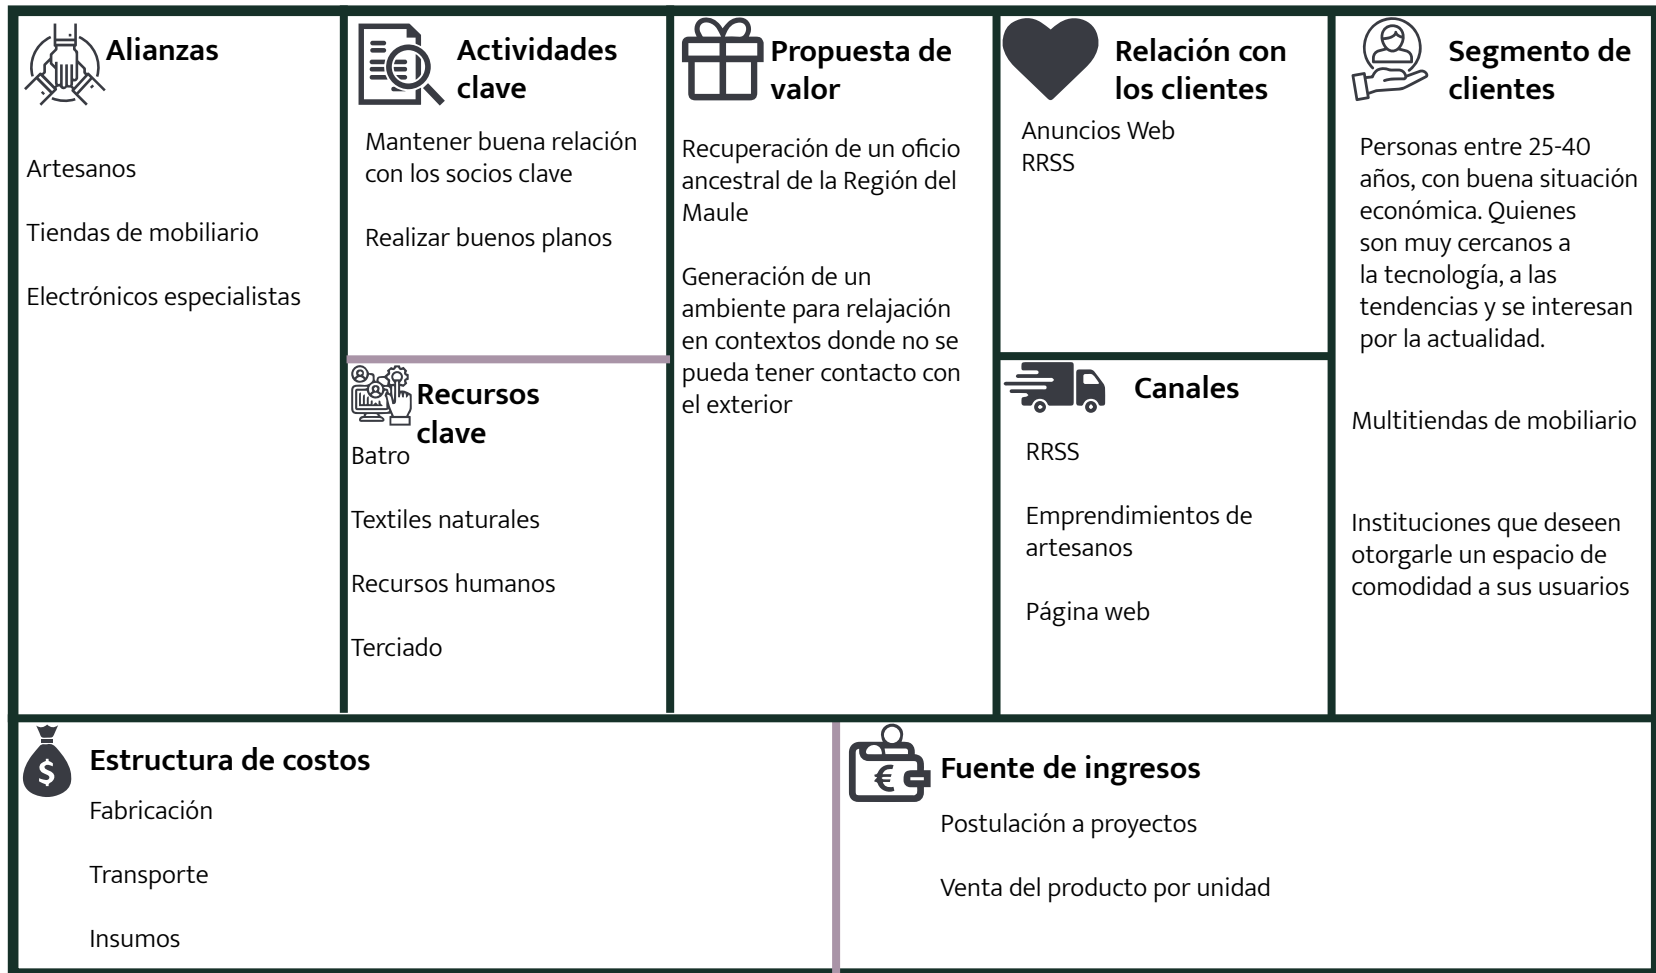 Alianzas
Artesanos
Tiendas de mobiliario
Electrónicos especialistas
Actividades
clave
Mantener buena relación
con los socios clave
Realizar buenos planos
Recursos
clave
Batro
Textiles naturales
Recursos humanos
Terciado
Propuesta de
valor
Recuperación de un oficio
ancestral de la Región del
Maule
Generación de un
ambiente para relajación
en contextos donde no se
pueda tener contacto con
el exterior
Relación con
los clientes
Anuncios Web
RRSS
Canales
RRSS
Emprendimientos de
artesanos
Página web
Segmento de
clientes
Personas entre 25-40
años, con buena situación
económica. Quienes
son muy cercanos a
la tecnología, a las
tendencias y se interesan
por la actualidad.
Multitiendas de mobiliario
Instituciones que deseen
otorgarle un espacio de
comodidad a sus usuarios
$
Estructura de costos
Fabricación
Transporte
Insumos
€
Fuente de ingresos
Postulación a proyectos
Venta del producto por unidad